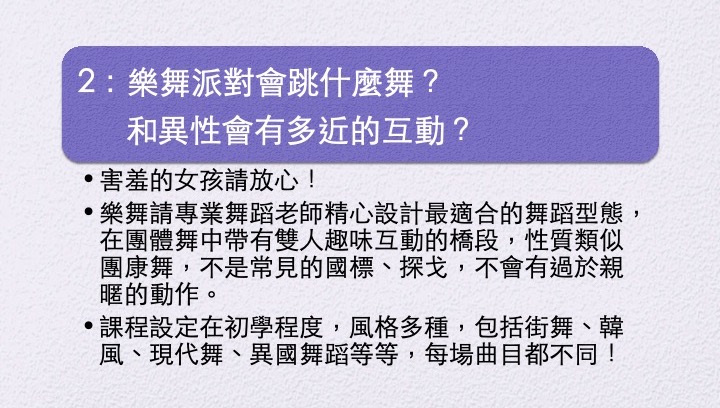 2：樂舞派對會跳什麼舞？
和異性會有多近的互動？
•害羞的女孩請放心！
•樂舞請專業舞蹈老師精心設計最適合的舞蹈型態，
在團體舞中帶有雙人趣味互動的橋段，性質類似
團康舞，不是常見的國標、探戈，不會有過於親
暱的動作。
•課程設定在初學程度，風格多種，包括街舞、韓
風、現代舞、異國舞蹈等等，每場曲目都不同！